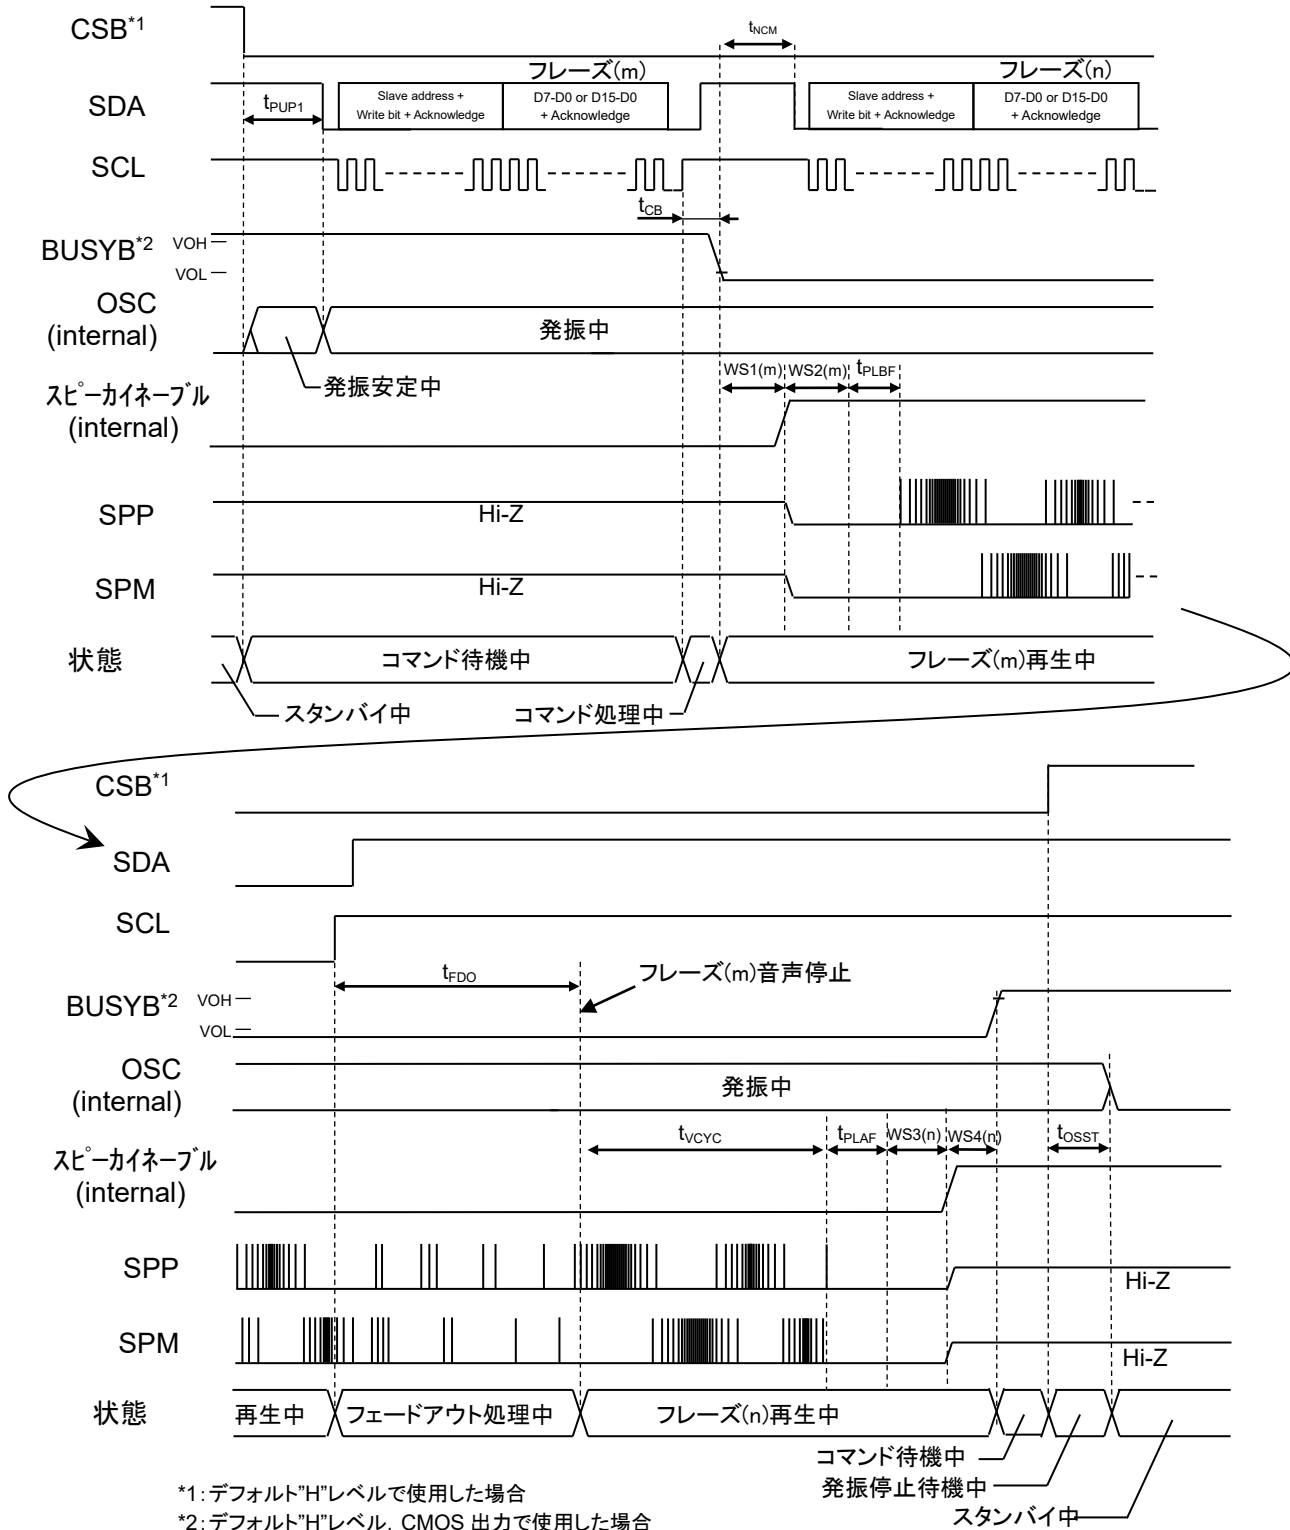 CSB*1
tNCM
フレーズ(m)
フレーズ(n)
SDA
tPUP1
Slave address +
Write bit + Acknowledge
D7-D0 or D15-D0
+ Acknowledge
Slave address +
Write bit + Acknowledge
D7-D0 or D15-D0
+ Acknowledge
SCL
tCB
BUSYB*2
VOH
VOL
OSC
(internal)
発振中
発振安定中
WS1(m)
WS2(m)
tPLBF
スピーカイネーブル
(internal)
SPP
Hi-Z
SPM
Hi-Z
状態
コマンド待機中
フレーズ(m)再生中
スタンバイ中
コマンド処理中
CSB*1
SDA
SCL
tFDO
フレーズ(m)音声停止
BUSYB*2
VOH
VOL
OSC
(internal)
発振中
tVCYC
tPLAF
WS3(n)
WS4(n)
tOSST
スピーカイネーブル
(internal)
SPP
Hi-Z
SPM
Hi-Z
状態
再生中
フェードアウト処理中
フレーズ(n)再生中
コマンド待機中
発振停止待機中
スタンバイ中
*1:デフォルト"H"レベルで使用した場合
*2:デフォルト"H"レベル, CMOS 出力で使用した場合